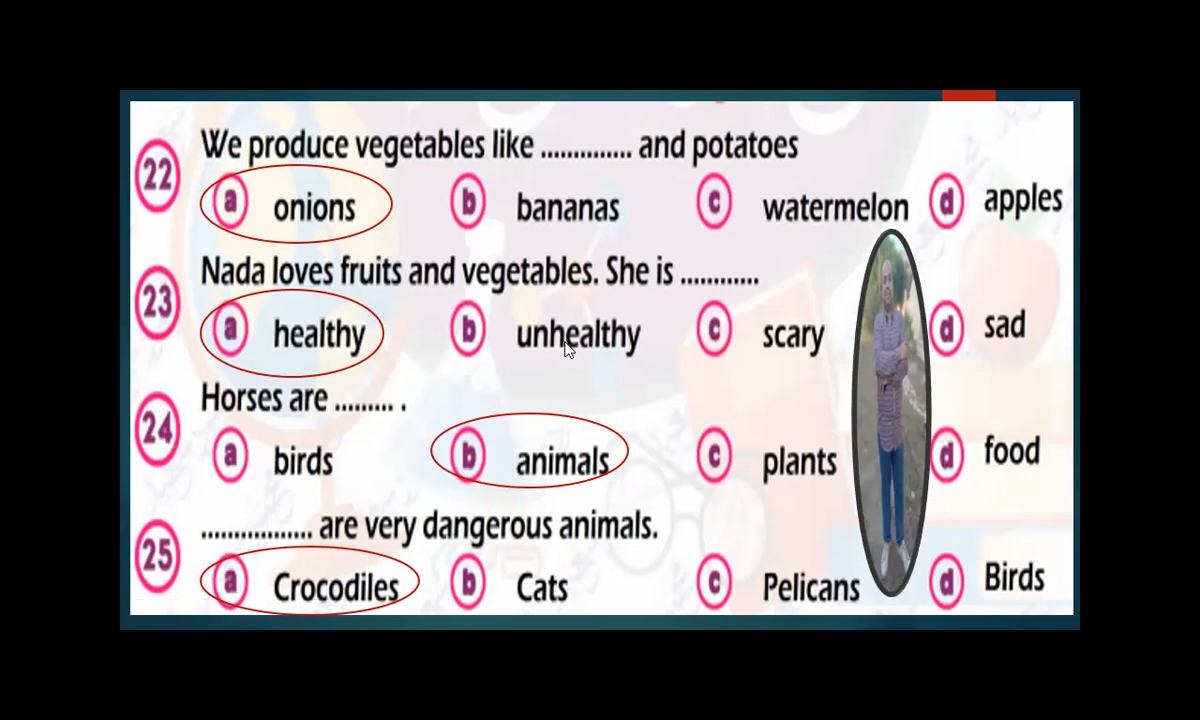 22 We produce vegetables like .............. and potatoes
a onions b bananas c watermelon d apples
23 Nada loves fruits and vegetables. She is ............
a healthy b unhealthy c scary d sad
24 Horses are ......... .
a birds b animals c plants d food
25 ................. are very dangerous animals.
a Crocodiles b Cats c Pelicans d Birds